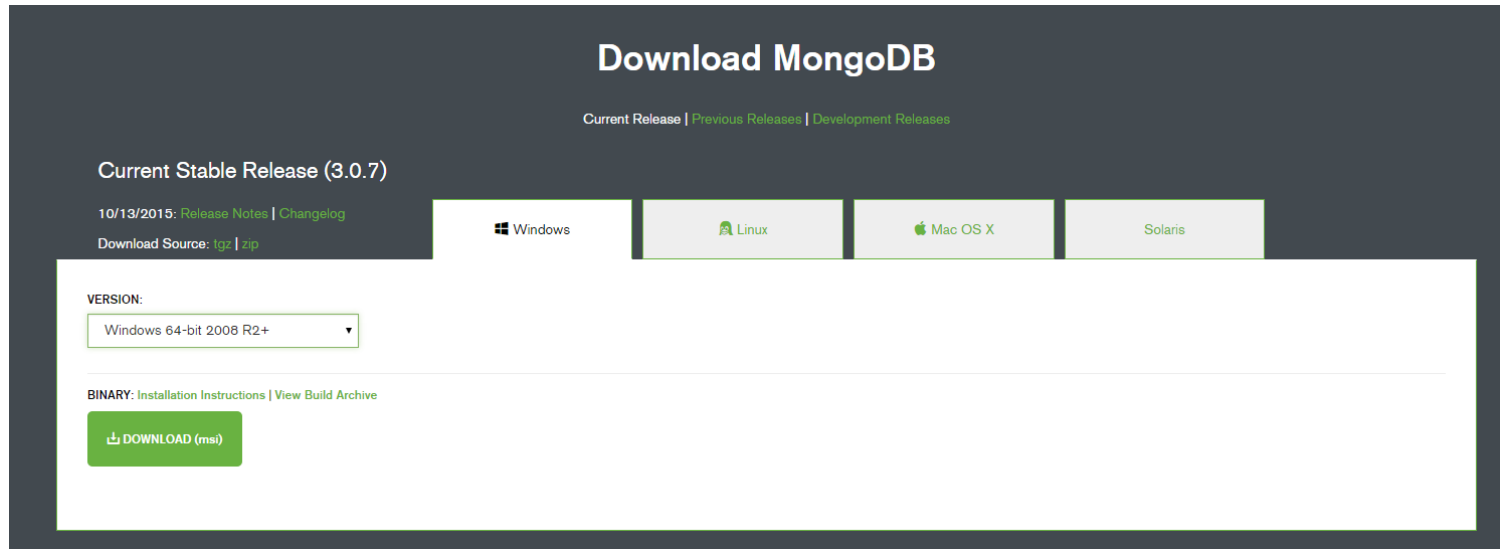 Download MongoDB
Current Release | Previous Releases | Development Releases
Current Stable Release (3.0.7)
10/13/2015: Release Notes | Changelog
Download Source: tgz | zip
Windows
Linux
Mac OS X
Solaris
VERSION:
Windows 64-bit 2008 R2+
BINARY: Installation Instructions | View Build Archive
DOWNLOAD (msi)